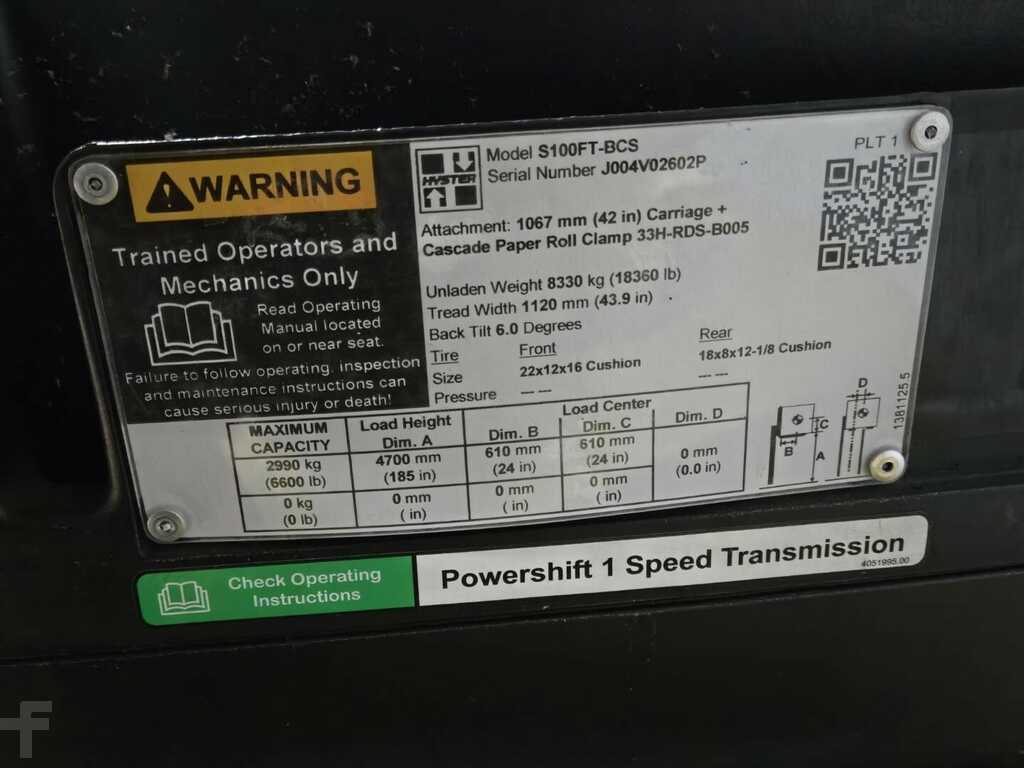 WARNING
Trained Operators and
Mechanics Only
Read Operating
Manual located
on or near seat.
Failure to follow operating, inspection
and maintenance instructions can
cause serious injury or death!
HYSTER
Model S100FT-BCS
Serial Number J004V02602P
PLT 1
Attachment: 1067 mm (42 in) Carriage +
Cascade Paper Roll Clamp 33H-RDS-B005
Unladen Weight 8330 kg (18360 lb)
Tread Width 1120 mm (43.9 in)
Back Tilt 6.0 Degrees
Tire Front Rear
Size 22x12x16 Cushion 18x8x12-1/8 Cushion
Pressure --- --- --- ---
MAXIMUM CAPACITY
Load Height Dim. A
Load Center
Dim. B Dim. C Dim. D
2990 kg 4700 mm 610 mm 610 mm 0 mm
(6600 lb) (185 in) (24 in) (24 in) (0.0 in)
0 kg 0 mm 0 mm 0 mm
(0 lb) ( in) ( in) ( in)
D
C
B
A
1381125 5
Check Operating
Instructions
Powershift 1 Speed Transmission
4051995.00